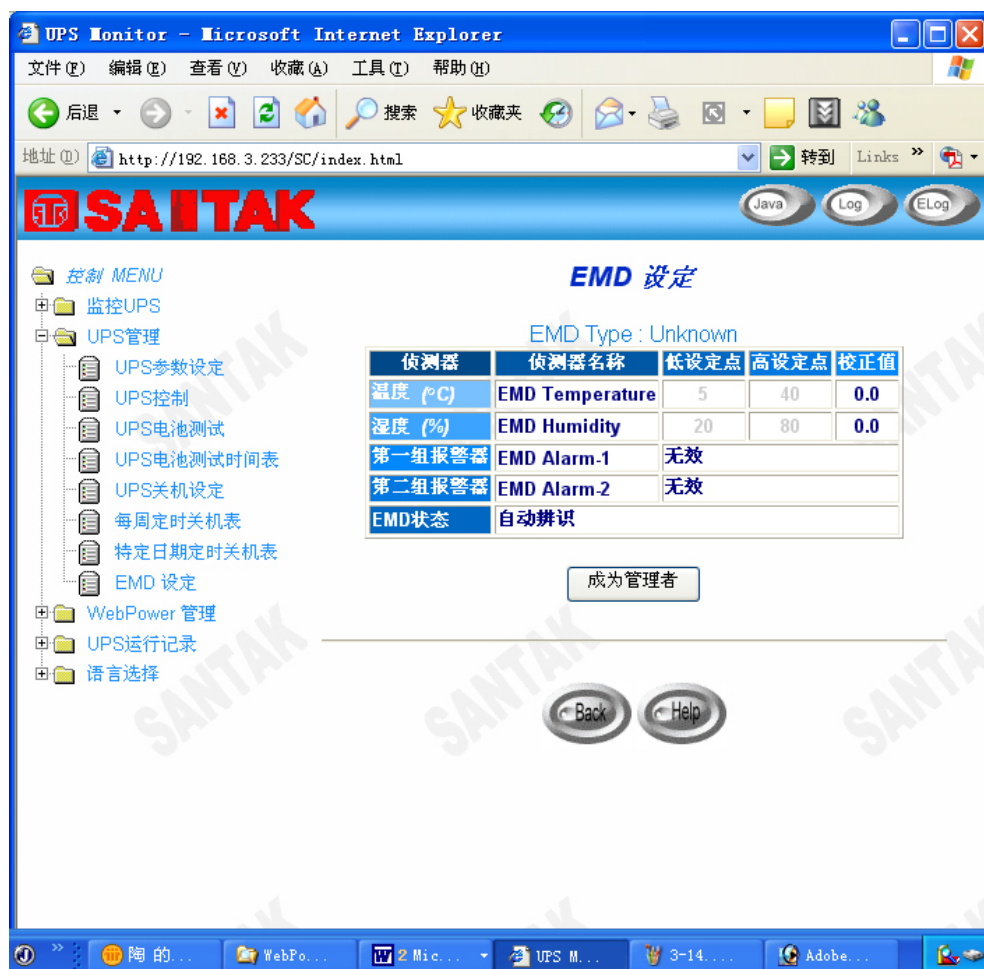 UPS Monitor - Microsoft Internet Explorer
文件(F) 编辑(E) 查看(V) 收藏(A) 工具(T) 帮助(H)
后退 搜索 收藏夹
地址(D) http://192.168.3.233/SC/index.html 转到 Links »
SANTAK Java Log ELog
控制 MENU
监控UPS
UPS管理
UPS参数设定
UPS控制
UPS电池测试
UPS电池测试时间表
UPS关机设定
每周定时关机表
特定日期定时关机表
EMD 设定
WebPower 管理
UPS运行记录
语言选择
EMD 设定
EMD Type : Unknown
侦测器 侦测器名称 低设定点 高设定点 校正值
温度 (°C) EMD Temperature 5 40 0.0
湿度 (%) EMD Humidity 20 80 0.0
第一组报警器 EMD Alarm-1 无效
第二组报警器 EMD Alarm-2 无效
EMD状态 自动辨识
成为管理者
Back Help
SANTAK
SANTAK
SANTAK
SANTAK
SANTAK
SANTAK
» 陶 的... WebPo... 2 Mic... UPS M... 3-14.... Adobe...